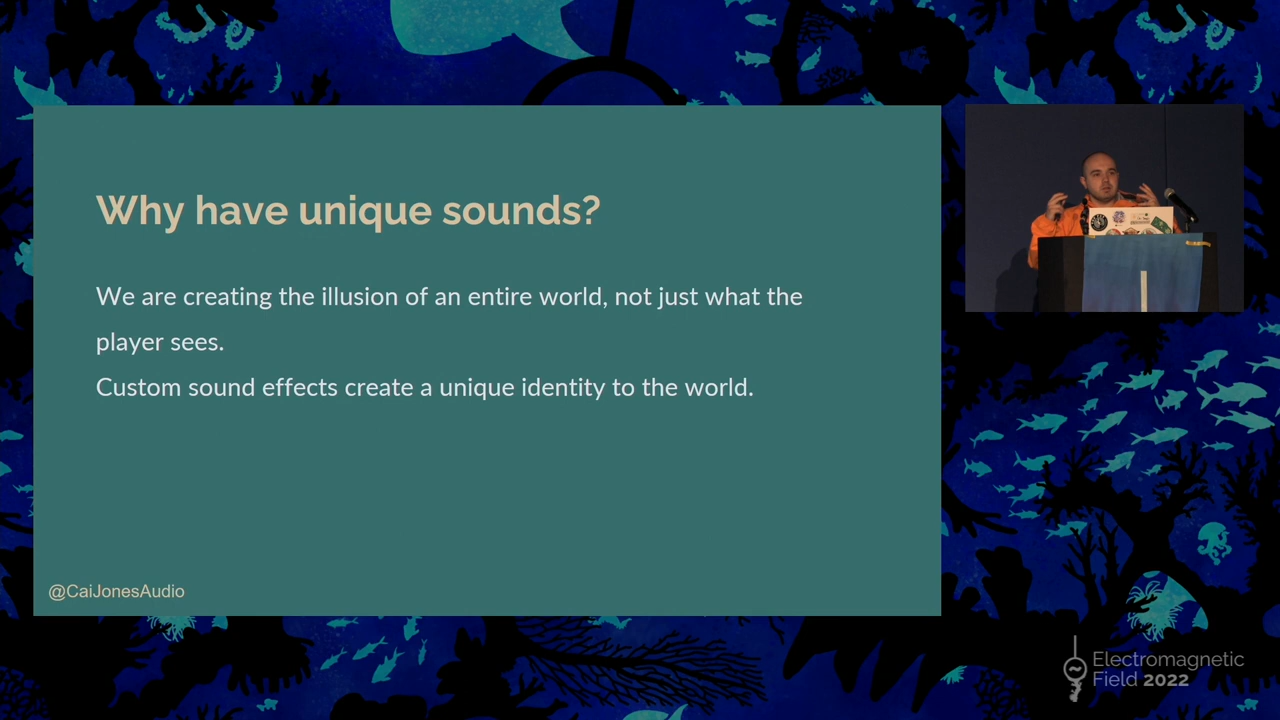 Why have unique sounds?
We are creating the illusion of an entire world, not just what the
player sees.
Custom sound effects create a unique identity to the world.
@CaiJonesAudio
Electromagnetic
Field 2022